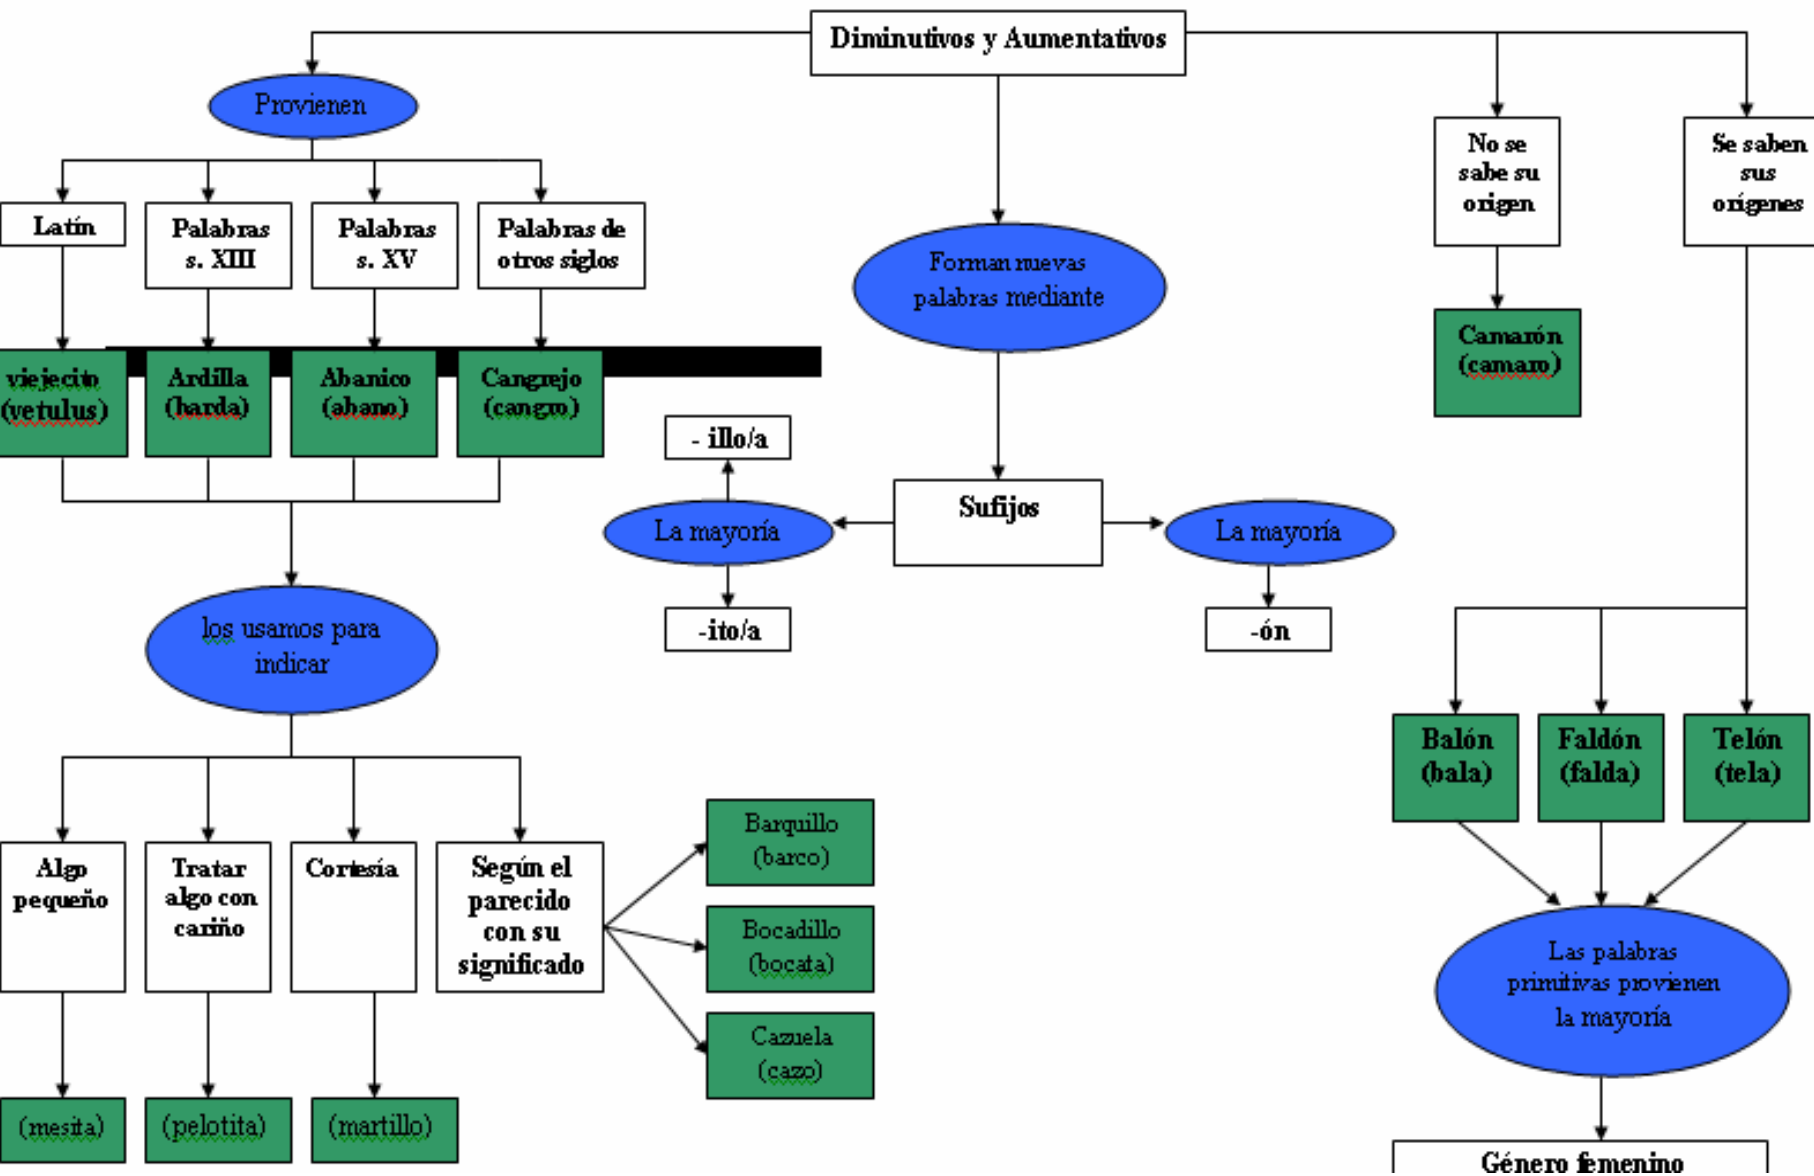 Diminutivos y Aumentativos
Provienen
Latín
Palabras
s. XIII
Palabras
s. XV
Palabras de
otros siglos
viejecito
(vetulus)
Ardilla
(harda)
Abanico
(abano)
Cangrejo
(cangro)
los usamos para
indicar
Algo
pequeño
Tratar
algo con
cariño
Cortesía
Según el
parecido
con su
significado
(mesita)
(pelotita)
(martillo)
Barquillo
(barco)
Bocadillo
(bocata)
Cazuela
(cazo)
Forman nuevas
palabras mediante
Sufijos
La mayoría
- illo/a
-ito/a
La mayoría
-ón
No se
sabe su
origen
Camarón
(camaro)
Se saben
sus
orígenes
Balón
(bala)
Faldón
(falda)
Telón
(tela)
Las palabras
primitivas provienen
la mayoría
Género femenino